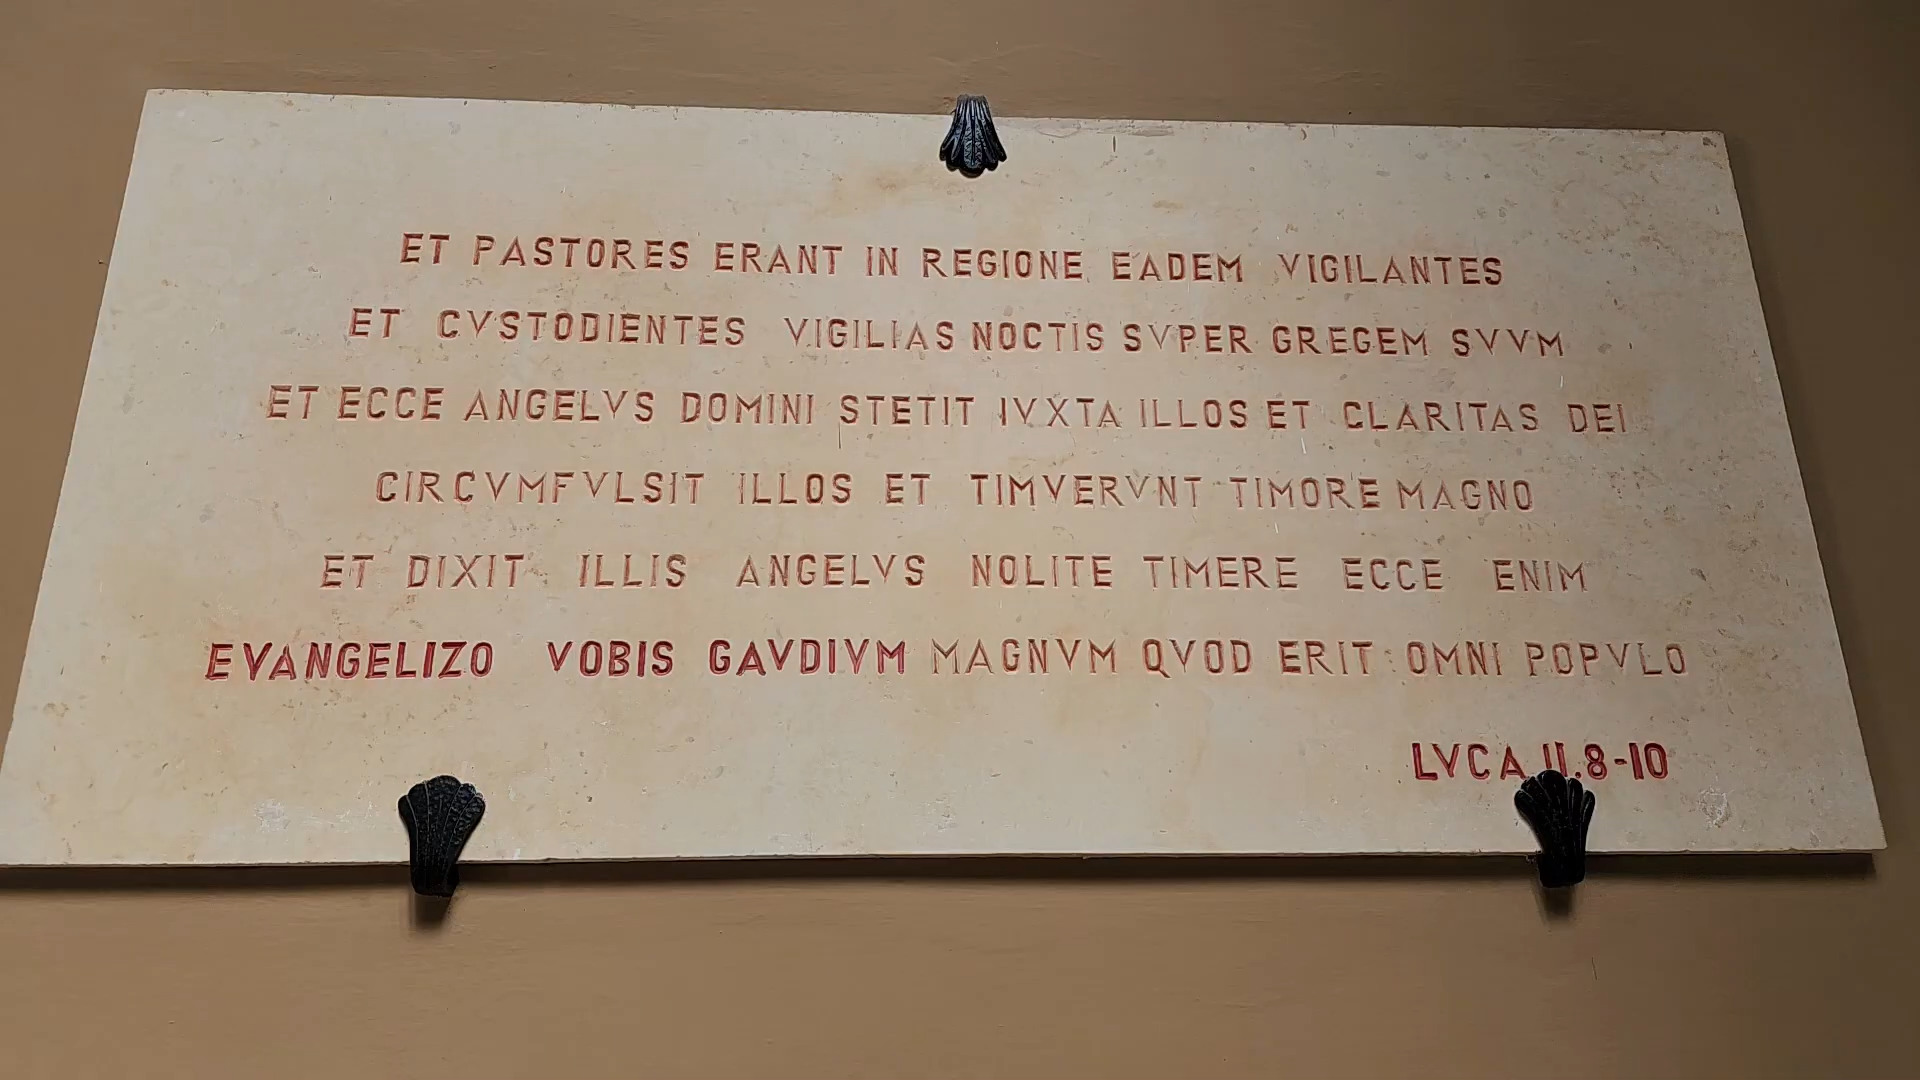 ET PASTORES ERANT IN REGIONE EADEM VIGILANTES
ET CVSTODIENTES VIGILIAS NOCTIS SVPER GREGEM SVVM
ET ECCE ANGELVS DOMINI STETIT IVXTA ILLOS ET CLARITAS DEI
CIRCVMFVLSIT ILLOS ET TIMVERVNT TIMORE MAGNO
ET DIXIT ILLIS ANGELVS NOLITE TIMERE ECCE ENIM
EVANGELIZO VOBIS GAVDIVM MAGNVM QVOD ERIT OMNI POPVLO
LVCA II.8-10